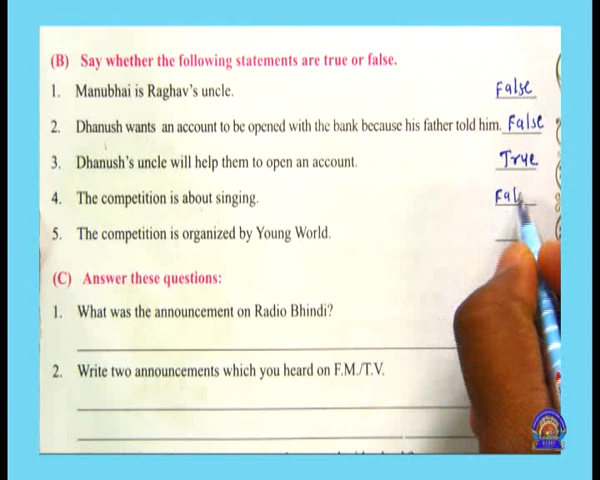 (B) Say whether the following statements are true or false.
1. Manubhai is Raghav's uncle. False
2. Dhanush wants an account to be opened with the bank because his father told him. False
3. Dhanush's uncle will help them to open an account. True
4. The competition is about singing. Fal
5. The competition is organized by Young World.
(C) Answer these questions:
1. What was the announcement on Radio Bhindi?
2. Write two announcements which you heard on F.M./T.V.